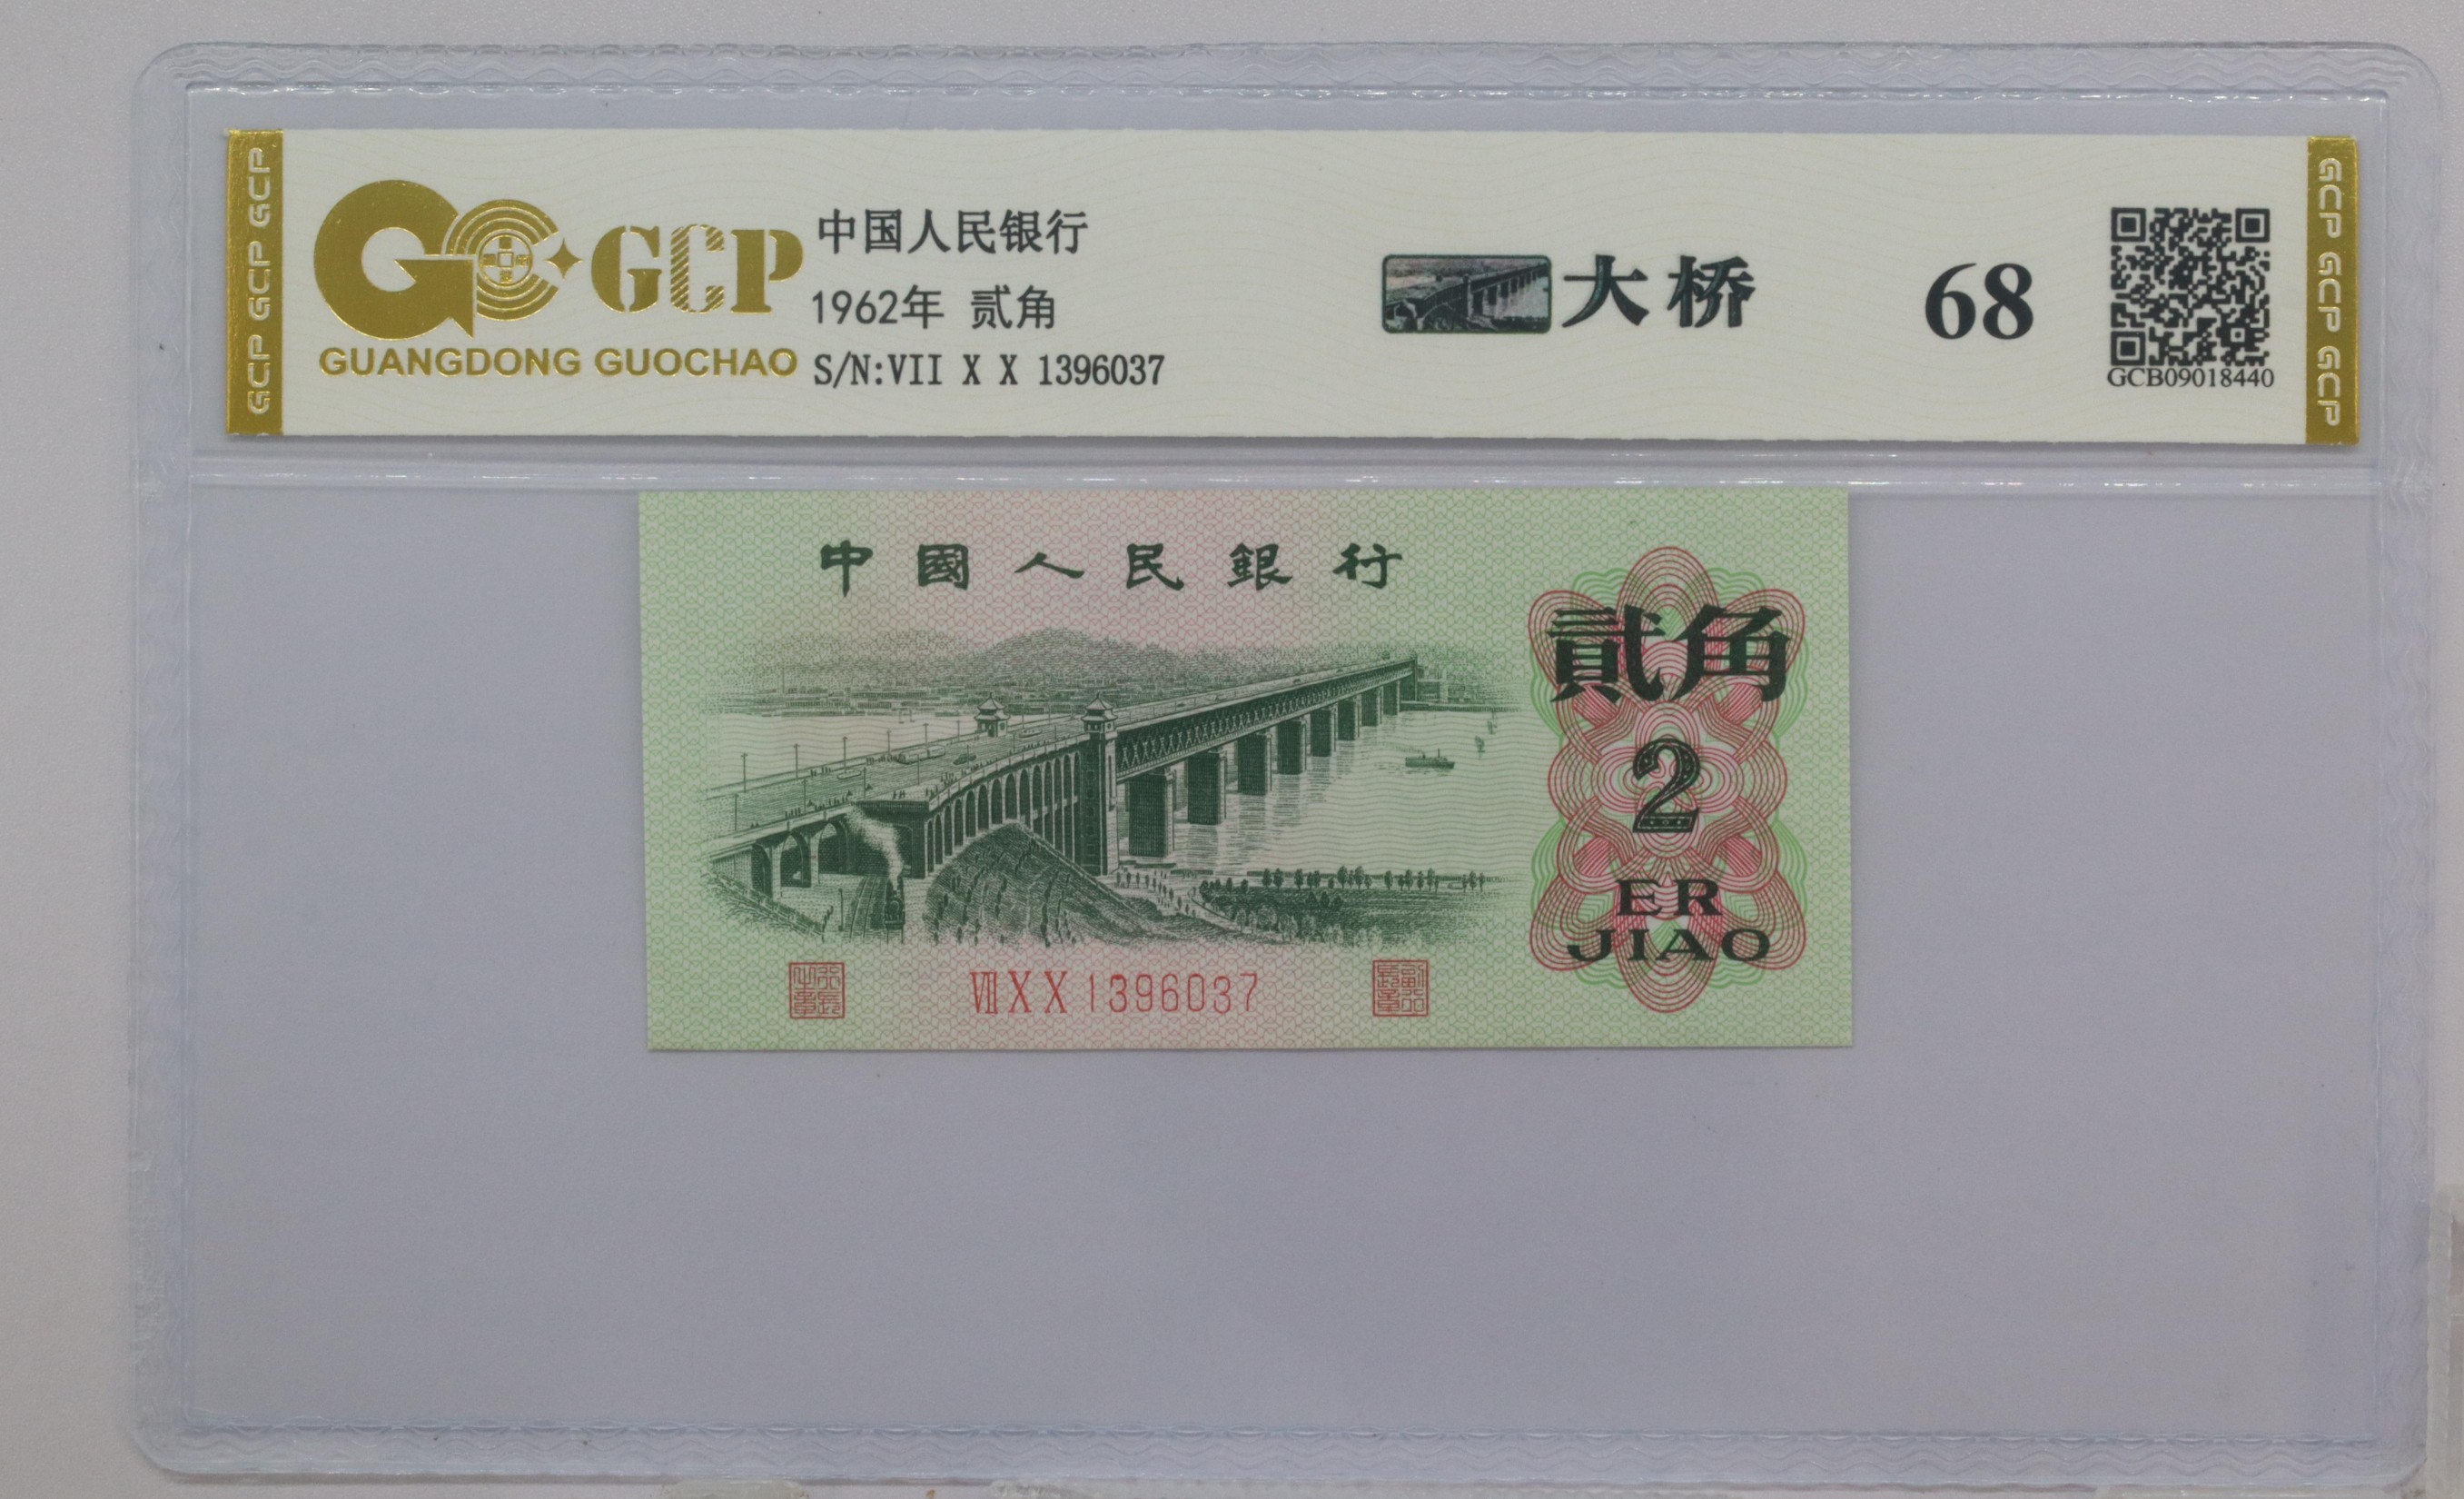 GCP GCP GCP
GCP
GUANGDONG GUOCHAO
中国人民银行
1962年 贰角
S/N:VII X X 1396037
大桥
68
GCB09018440
GCP GCP GCP
中國人民銀行
貳角
2
ER
JIAO
VII X X 1396037